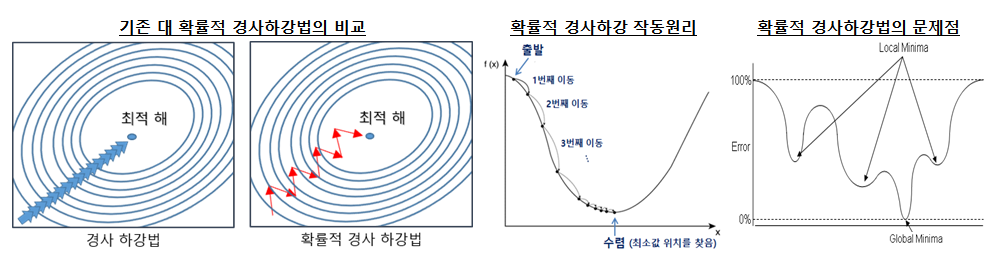 기존 대 확률적 경사하강법의 비교
최적 해
경사 하강법
최적 해
확률적 경사 하강법
확률적 경사하강 작동원리
출발
f (x)
1번째 이동
2번째 이동
3번째 이동
x
수렴 (최소값 위치를 찾음)
확률적 경사하강법의 문제점
Local Minima
100%
Error
0%
Global Minima